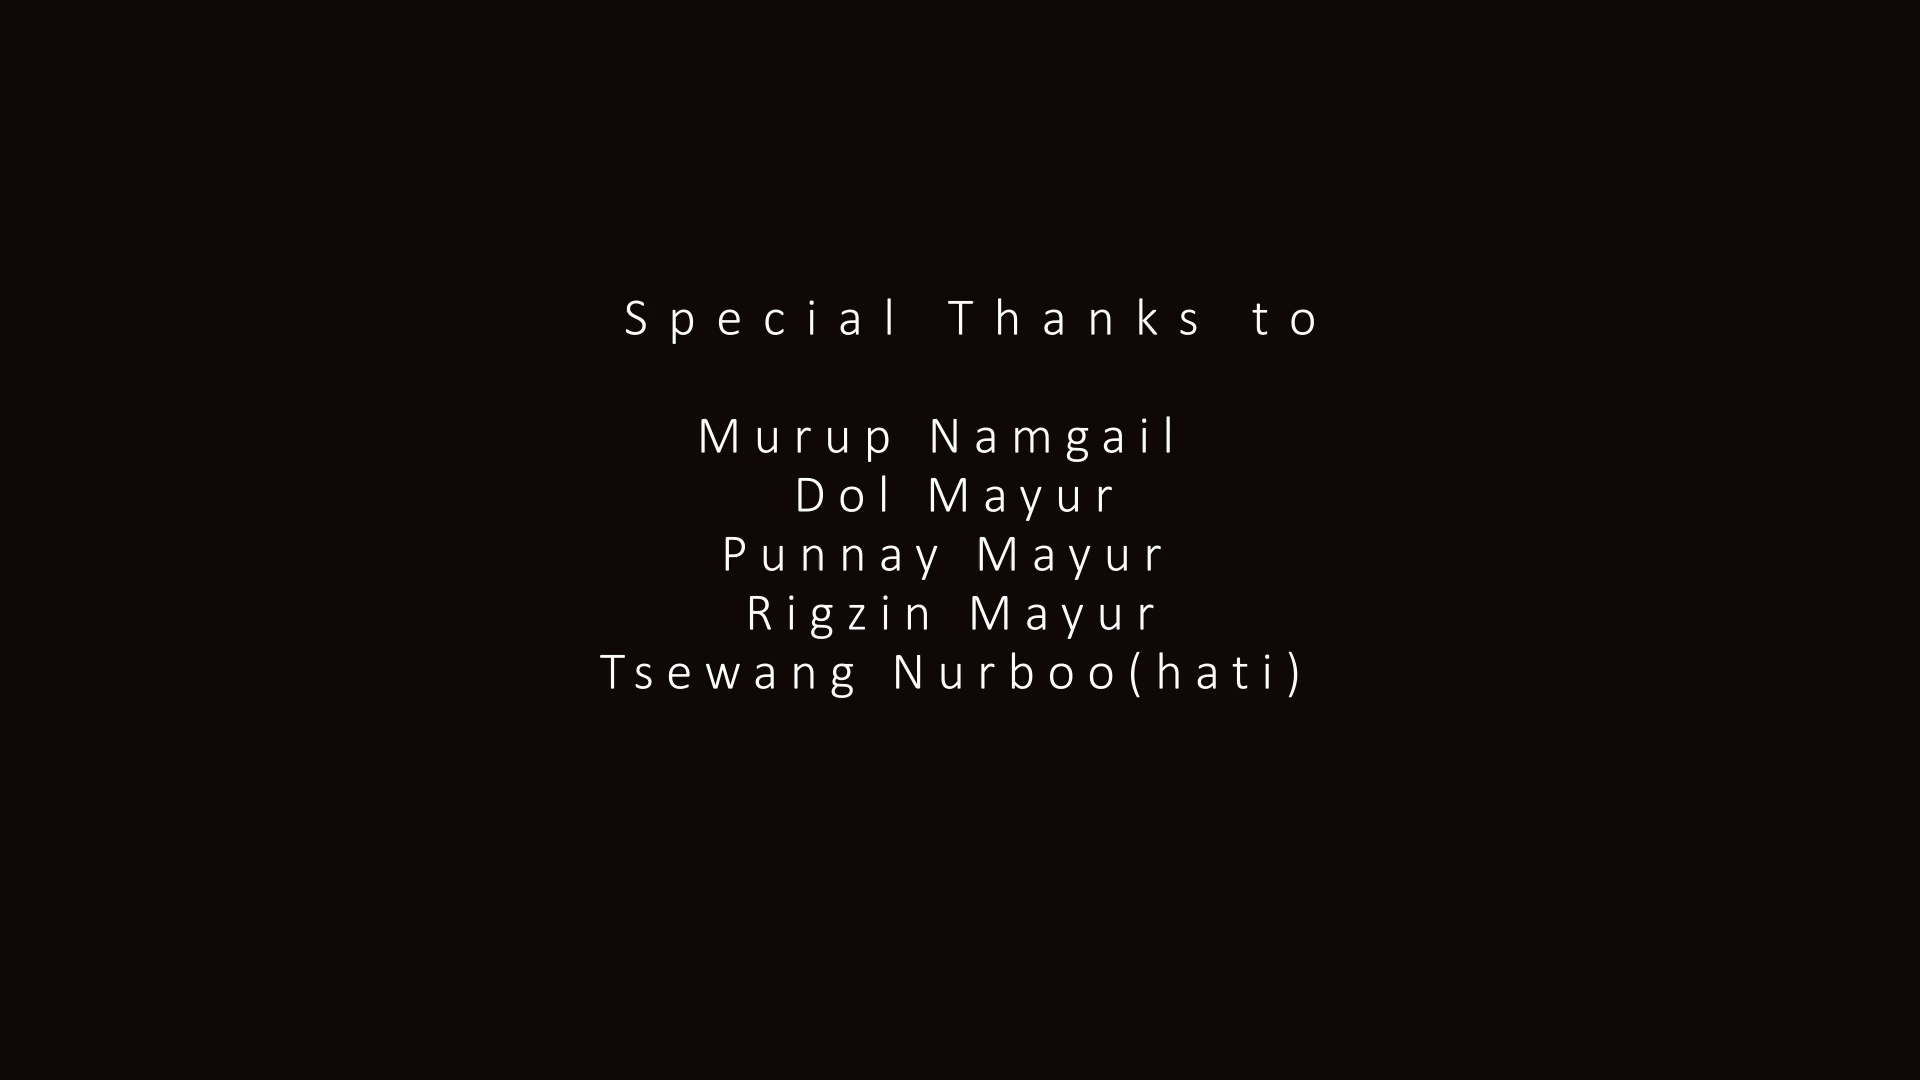 Special Thanks to
Murup Namgail
Dol Mayur
Punnay Mayur
Rigzin Mayur
Tsewang Nurboo(hati)